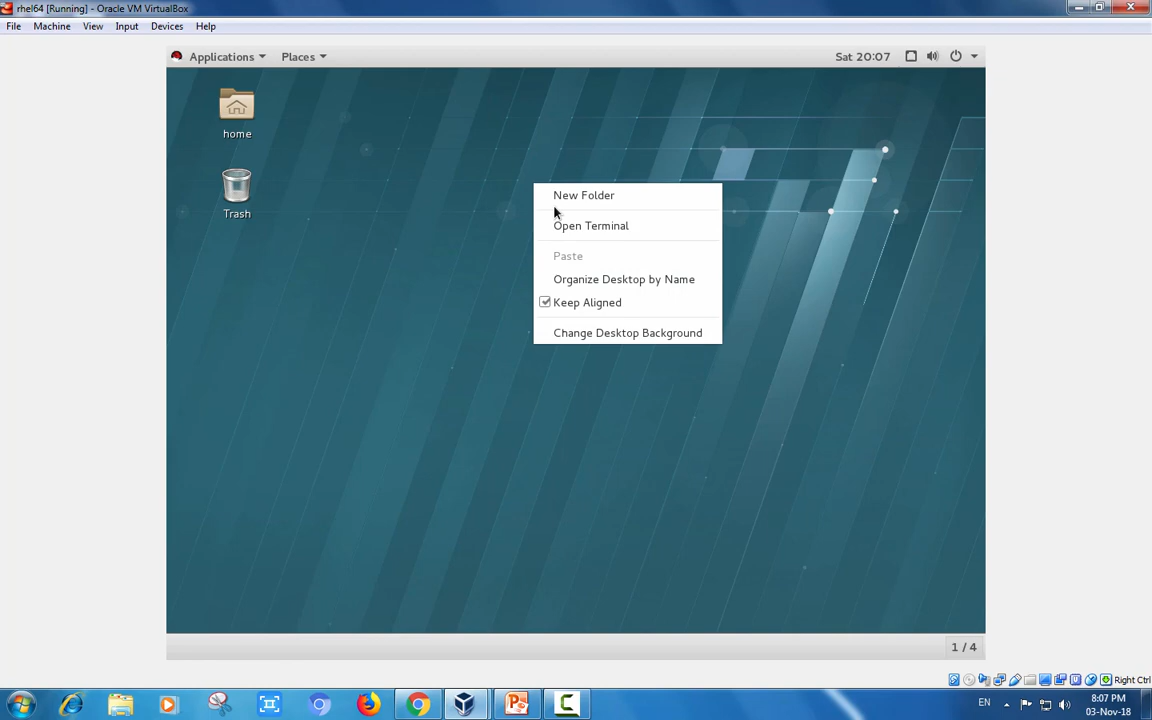 rhel64 [Running] - Oracle VM VirtualBox
File Machine View Input Devices Help
Applications Places Sat 20:07
home
Trash
New Folder
Open Terminal
Paste
Organize Desktop by Name
Keep Aligned
Change Desktop Background
1 / 4
Right Ctrl
EN 8:07 PM
03-Nov-18